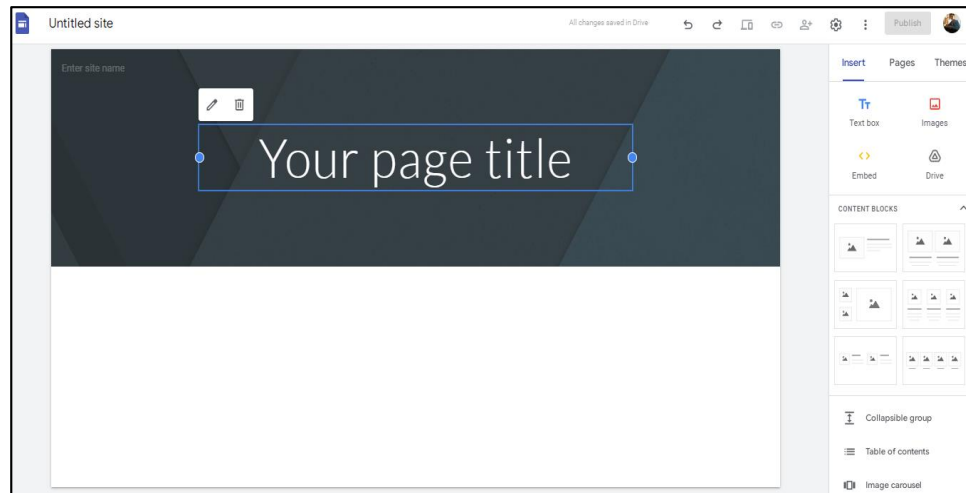 Untitled site
All changes saved in Drive
Publish
Enter site name
Your page title
Insert Pages Themes
Text box Images
Embed Drive
CONTENT BLOCKS
Collapsible group
Table of contents
Image carousel